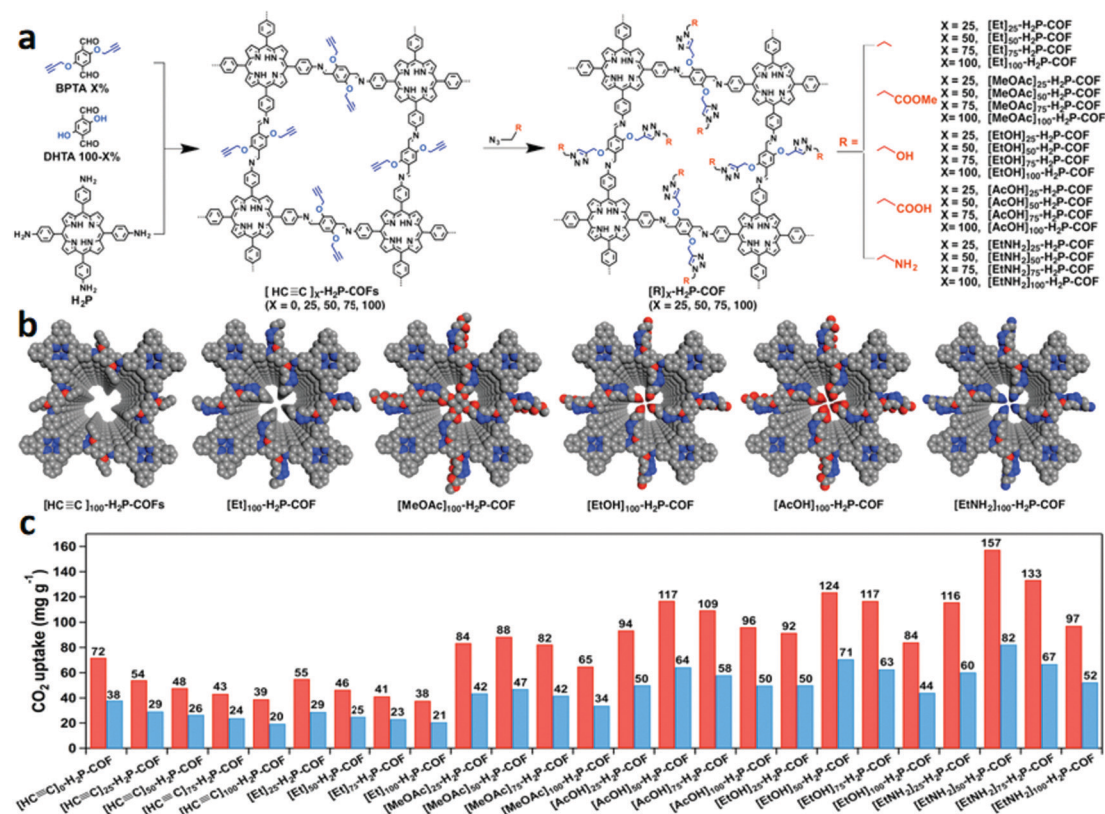 a
CHO
O
O
CHO
BPTA X%
CHO
OH
HO
CHO
DHTA 100-X%
NH₂
H₂N
NH₂
NH₂
H₂P
[ HC≡C ]X-H₂P-COFs
(X = 0, 25, 50, 75, 100)
N₃
R
[R]X-H₂P-COF
(X = 25, 50, 75, 100)
R =
COOMe
OH
COOH
NH₂
X = 25, [Et]₂₅-H₂P-COF
X = 50, [Et]₅₀-H₂P-COF
X = 75, [Et]₇₅-H₂P-COF
X= 100, [Et]₁₀₀-H₂P-COF
X = 25, [MeOAc]₂₅-H₂P-COF
X = 50, [MeOAc]₅₀-H₂P-COF
X = 75, [MeOAc]₇₅-H₂P-COF
X = 100, [MeOAc]₁₀₀-H₂P-COF
X = 25, [EtOH]₂₅-H₂P-COF
X = 50, [EtOH]₅₀-H₂P-COF
X = 75, [EtOH]₇₅-H₂P-COF
X = 100, [EtOH]₁₀₀-H₂P-COF
X = 25, [AcOH]₂₅-H₂P-COF
X = 50, [AcOH]₅₀-H₂P-COF
X = 75, [AcOH]₇₅-H₂P-COF
X = 100, [AcOH]₁₀₀-H₂P-COF
X = 25, [EtNH₂]₂₅-H₂P-COF
X = 50, [EtNH₂]₅₀-H₂P-COF
X = 75, [EtNH₂]₇₅-H₂P-COF
X= 100, [EtNH₂]₁₀₀-H₂P-COF
b
[HC≡C ]₁₀₀-H₂P-COFs
[Et]₁₀₀-H₂P-COF
[MeOAc]₁₀₀-H₂P-COF
[EtOH]₁₀₀-H₂P-COF
[AcOH]₁₀₀-H₂P-COF
[EtNH₂]₁₀₀-H₂P-COF
c
CO₂ uptake (mg g⁻¹)
160
140
120
100
80
60
40
20
0
72 38
54 29
48 26
43 24
39 20
55 29
46 25
41 23
38 21
84 42
88 47
82 42
65 34
94 50
117 64
109 58
96 50
92 50
124 71
117 63
84 44
116 60
157 82
133 67
97 52
[HC≡C]₀-H₂P-COF
[HC≡C]₂₅-H₂P-COF
[HC≡C]₅₀-H₂P-COF
[HC≡C]₇₅-H₂P-COF
[HC≡C]₁₀₀-H₂P-COF
[Et]₂₅-H₂P-COF
[Et]₅₀-H₂P-COF
[Et]₇₅-H₂P-COF
[Et]₁₀₀-H₂P-COF
[MeOAc]₂₅-H₂P-COF
[MeOAc]₅₀-H₂P-COF
[MeOAc]₇₅-H₂P-COF
[MeOAc]₁₀₀-H₂P-COF
[AcOH]₂₅-H₂P-COF
[AcOH]₅₀-H₂P-COF
[AcOH]₇₅-H₂P-COF
[AcOH]₁₀₀-H₂P-COF
[EtOH]₂₅-H₂P-COF
[EtOH]₅₀-H₂P-COF
[EtOH]₇₅-H₂P-COF
[EtOH]₁₀₀-H₂P-COF
[EtNH₂]₂₅-H₂P-COF
[EtNH₂]₅₀-H₂P-COF
[EtNH₂]₇₅-H₂P-COF
[EtNH₂]₁₀₀-H₂P-COF